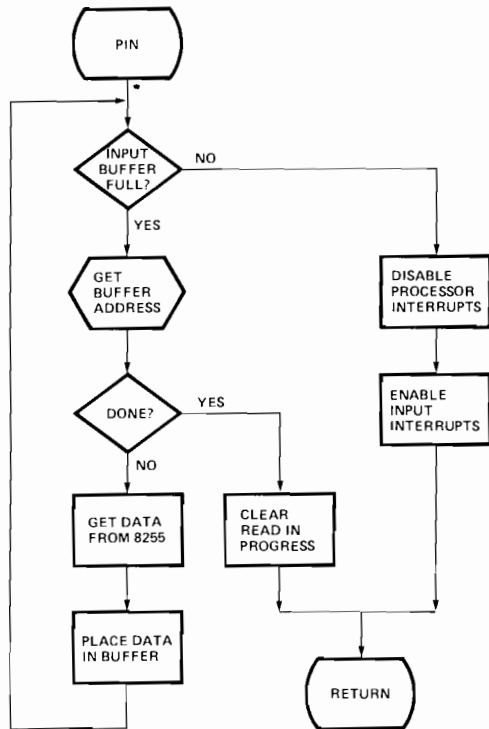 PIN
INPUT
BUFFER
FULL?
NO
YES
GET
BUFFER
ADDRESS
DISABLE
PROCESSOR
INTERRUPTS
DONE?
YES
ENABLE
INPUT
INTERRUPTS
NO
GET DATA
FROM 8255
CLEAR
READ IN
PROGRESS
PLACE DATA
IN BUFFER
RETURN